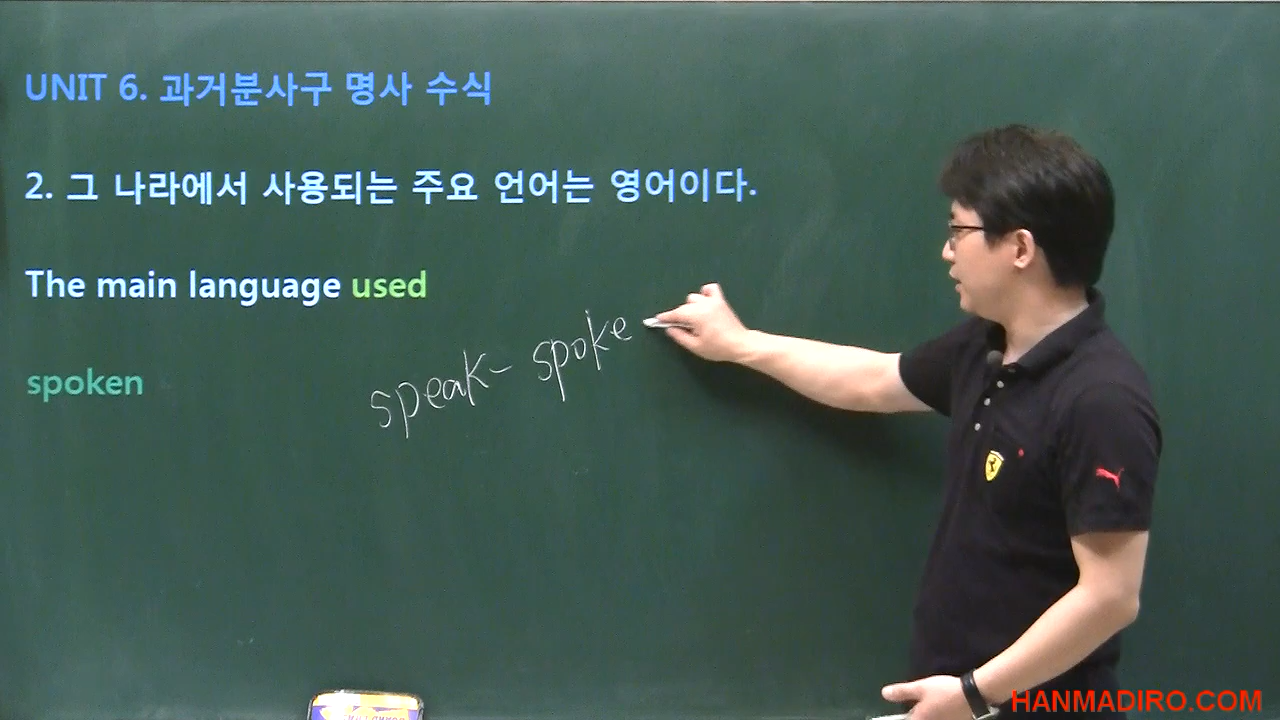 UNIT 6. 과거분사구 명사 수식
2. 그 나라에서 사용되는 주요 언어는 영어이다.
The main language used
spoken
speak - spoke
HANMADIRO.COM